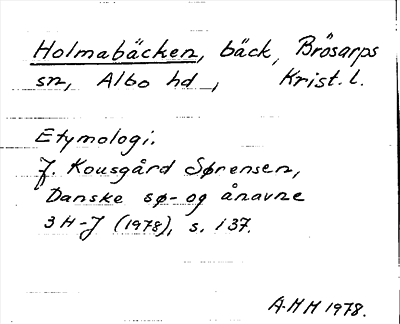 Holmabäcken, bäck, Brösarps
sn, Albo hd, Krist. l.
Etymologi.
J. Kousgård Sørensen,
Danske sø- og ånavne
3 H-J (1978), s. 137.
A.H H 1978.